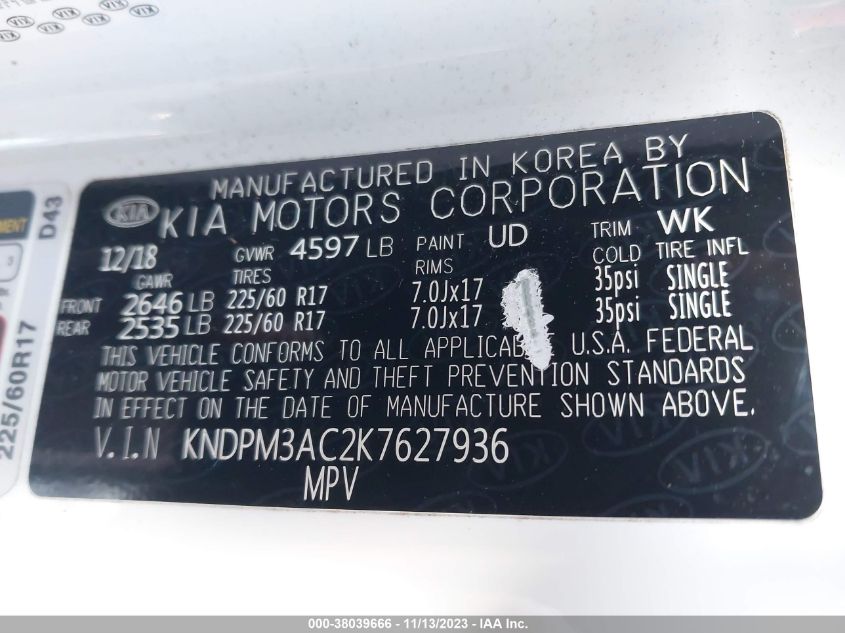 MANUFACTURED IN KOREA BY
KIA KIA MOTORS CORPORATION
12/18 GVWR 4597 LB PAINT UD TRIM WK
GAWR TIRES RIMS COLD TIRE INFL
FRONT 2646 LB 225/60 R17 7.0Jx17 35psi SINGLE
REAR 2535 LB 225/60 R17 7.0Jx17 35psi SINGLE
THIS VEHICLE CONFORMS TO ALL U.S.A. FEDERAL
MOTOR VEHICLE SAFETY AND THEFT PREVENTION STANDARDS
IN EFFECT ON THE DATE OF MANUFACTURE SHOWN ABOVE.
V.I.N KNDPM3AC2K7627936
MPV
D43
225/60R17
000-38039666 - 11/13/2023 - IAA Inc.